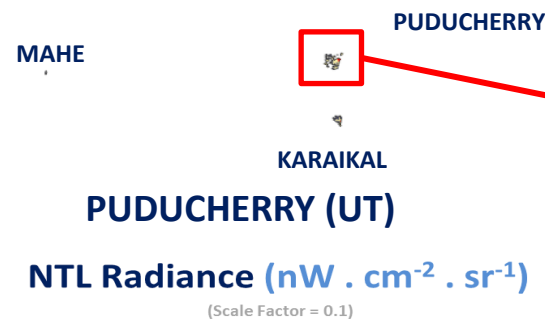 PUDUCHERRY
MAHE
KARAIKAL
PUDUCHERRY (UT)
NTL Radiance (nW . cm⁻² . sr⁻¹)
(Scale Factor = 0.1)